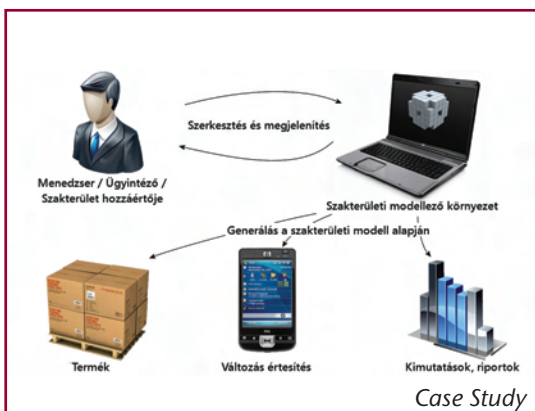 Szerkesztés és megjelenítés
Menedzser / Ügyintéző /
Szakterület hozzáértője
Szakterületi modellező környezet
Generálás a szakterületi modell alapján
Termék
Változás értesítés
Kimutatások, riportok
Case Study